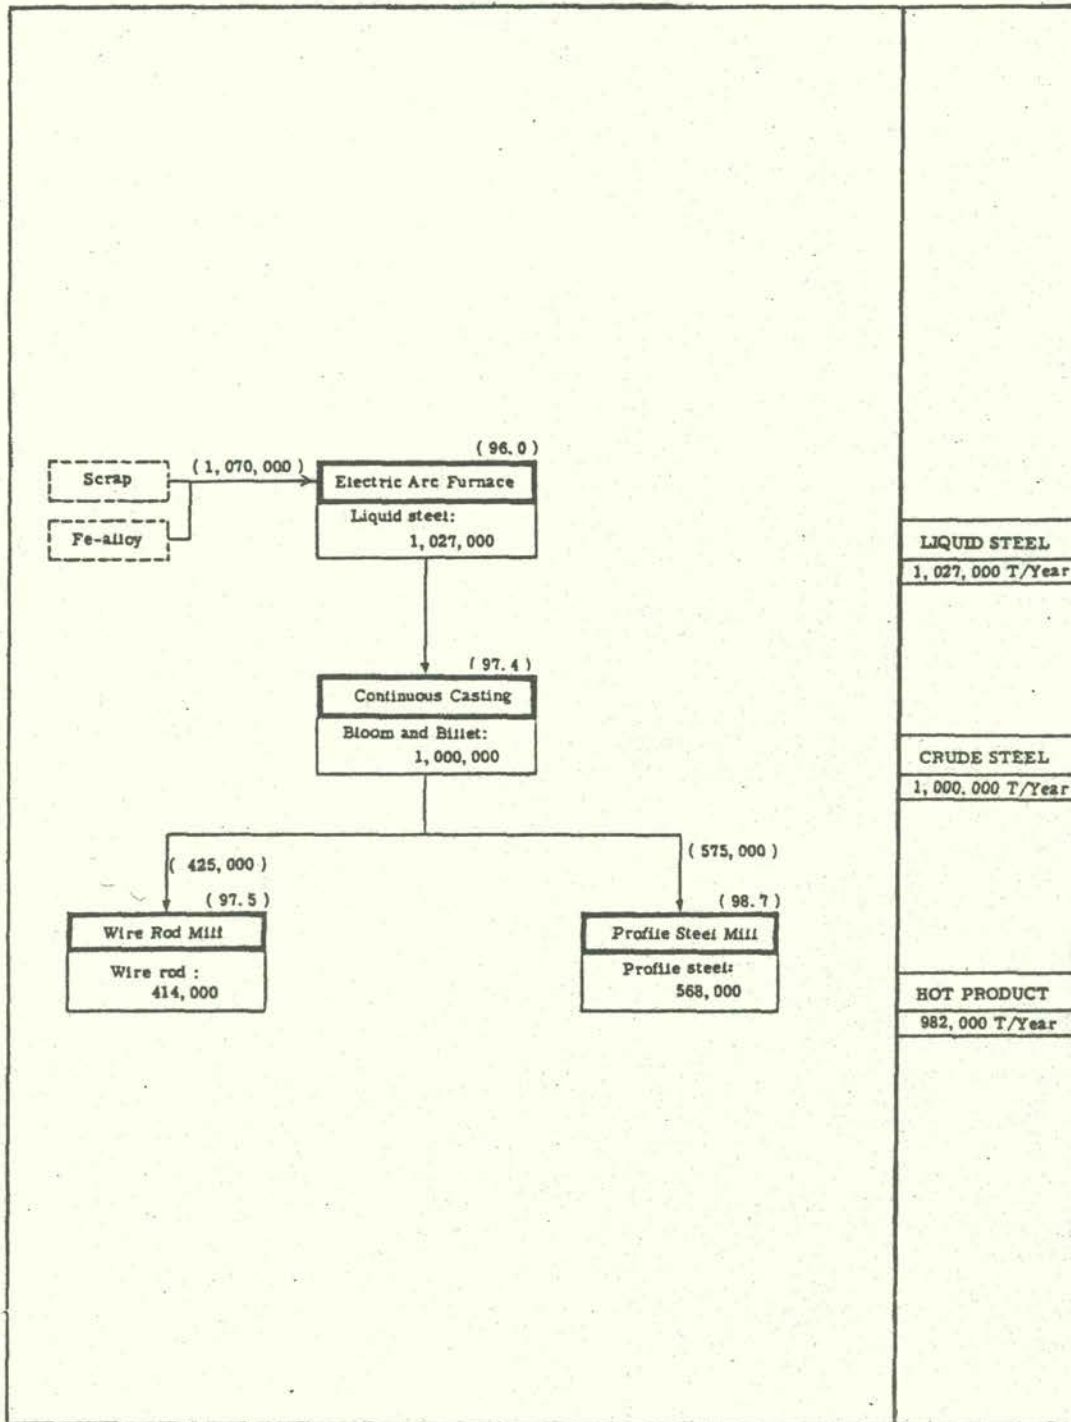 ( 96.0 )
Scrap
( 1, 070, 000 )
Electric Arc Furnace
Fe-alloy
Liquid steel:
1, 027, 000
LIQUID STEEL
1, 027, 000 T/Year
( 97.4 )
Continuous Casting
Bloom and Billet:
1, 000, 000
CRUDE STEEL
1, 000. 000 T/Year
( 425, 000 )
( 575, 000 )
( 97.5 )
( 98.7 )
Wire Rod Mill
Profile Steel Mill
Wire rod :
414, 000
Profile steel:
568, 000
HOT PRODUCT
982, 000 T/Year